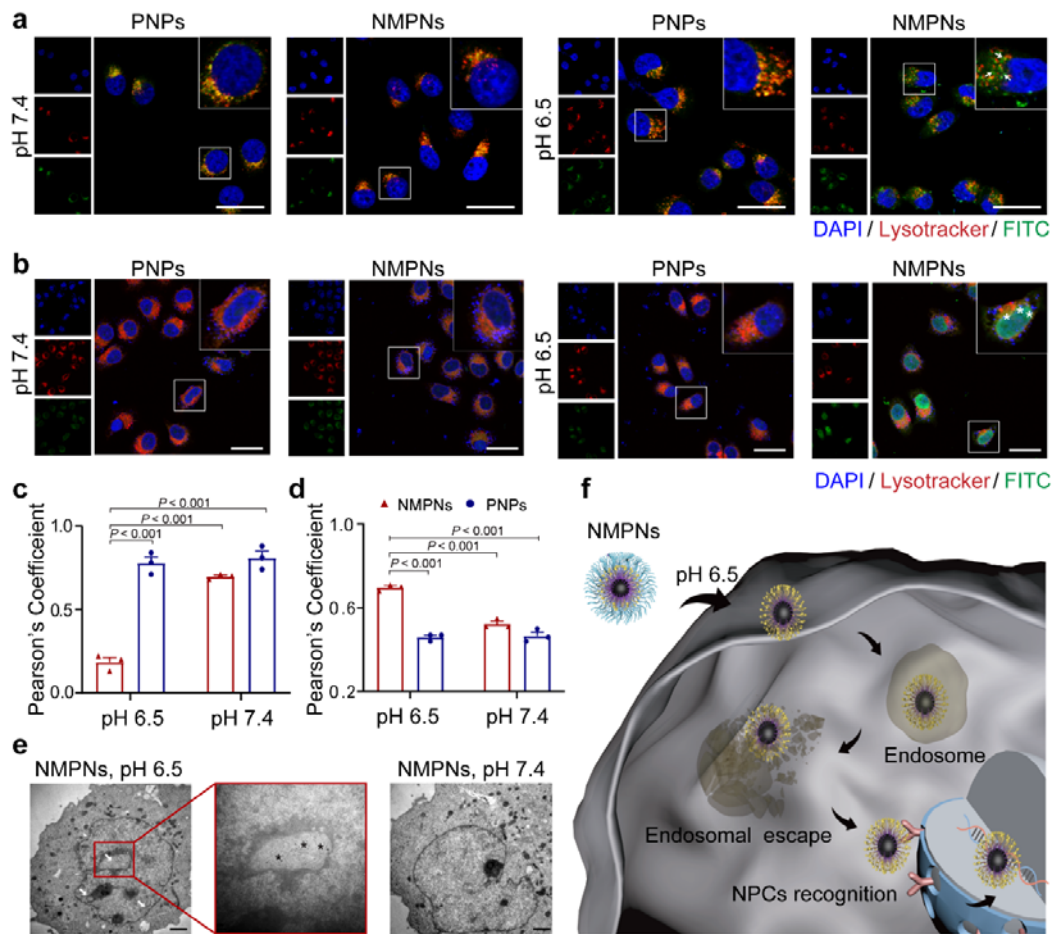 a
PNPs
NMPNs
PNPs
NMPNs
pH 7.4
pH 6.5
DAPI / Lysotracker / FITC
b
PNPs
NMPNs
PNPs
NMPNs
pH 7.4
pH 6.5
DAPI / Lysotracker / FITC
c
P < 0.001
P < 0.001
P < 0.001
Pearson's Coefficeient
1.0
0.5
0.0
pH 6.5
pH 7.4
d
NMPNs
PNPs
P < 0.001
P < 0.001
P < 0.001
Pearson's Coefficeient
1.0
0.6
0.2
pH 6.5
pH 7.4
e
NMPNs, pH 6.5
NMPNs, pH 7.4
f
NMPNs
pH 6.5
Endosome
Endosomal escape
NPCs recognition